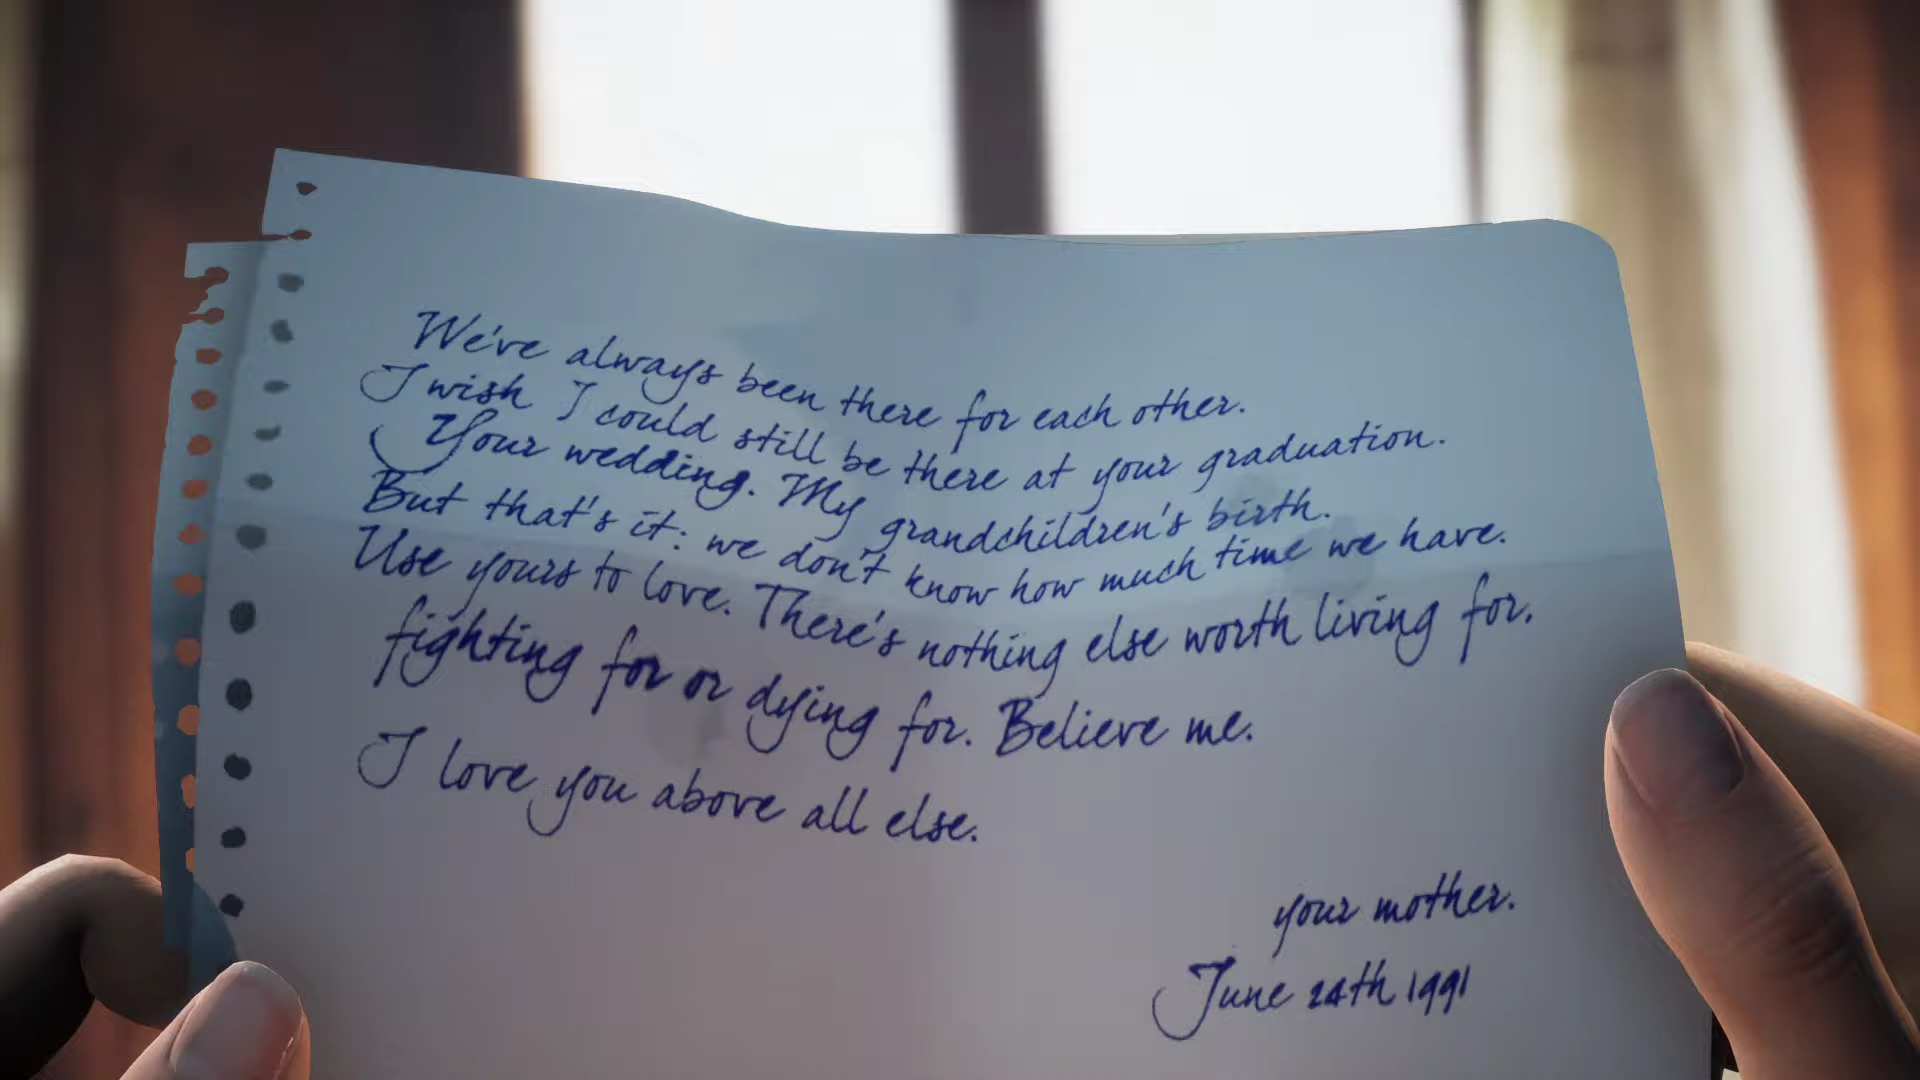 We've always been there for each other.
I wish I could still be there at your graduation.
Your wedding. My grandchildren's birth.
But that's it: we don't know how much time we have.
Use yours to love. There's nothing else worth living for,
fighting for or dying for. Believe me.
I love you above all else.
your mother.
June 24th 1991